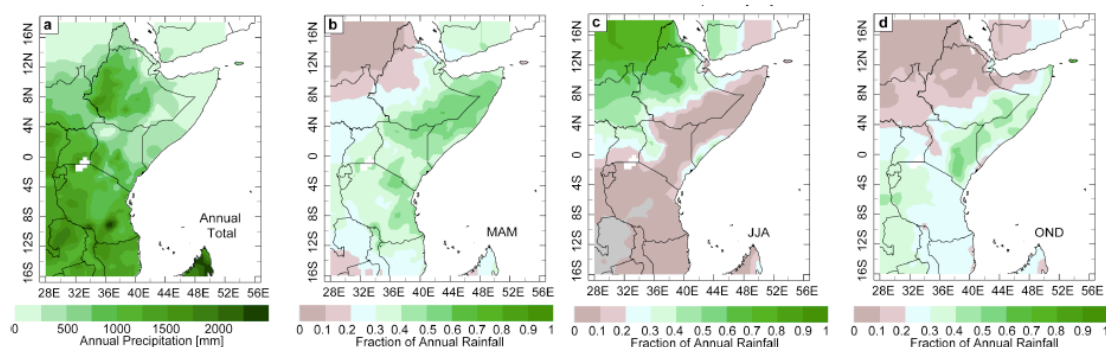 a
16N
12N
8N
4N
0
4S
8S
12S
16S
Annual
Total
28E 32E 36E 40E 44E 48E 52E 56E
0 500 1000 1500 2000
Annual Precipitation [mm]
b
16N
12N
8N
4N
0
4S
8S
12S
16S
MAM
28E 32E 36E 40E 44E 48E 52E 56E
0 0.1 0.2 0.3 0.4 0.5 0.6 0.7 0.8 0.9 1
Fraction of Annual Rainfall
c
16N
12N
8N
4N
0
4S
8S
12S
16S
JJA
28E 32E 36E 40E 44E 48E 52E 56E
0.1 0.2 0.3 0.4 0.5 0.6 0.7 0.8 0.9 1
Fraction of Annual Rainfall
d
16N
12N
8N
4N
0
4S
8S
12S
16S
OND
28E 32E 36E 40E 44E 48E 52E 56E
0 0.1 0.2 0.3 0.4 0.5 0.6 0.7 0.8 0.9 1
Fraction of Annual Rainfall